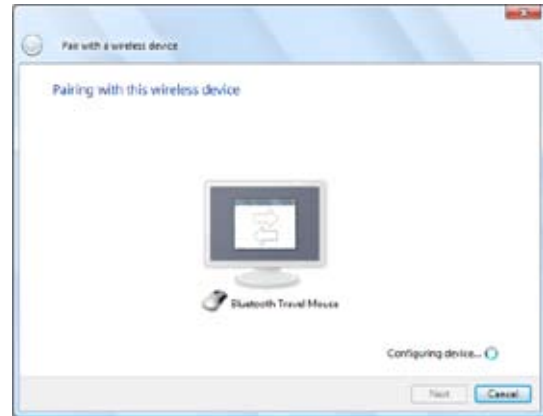 Pair with a wireless device
Pairing with this wireless device
Bluetooth Travel Mouse
Configuring device...
Next
Cancel